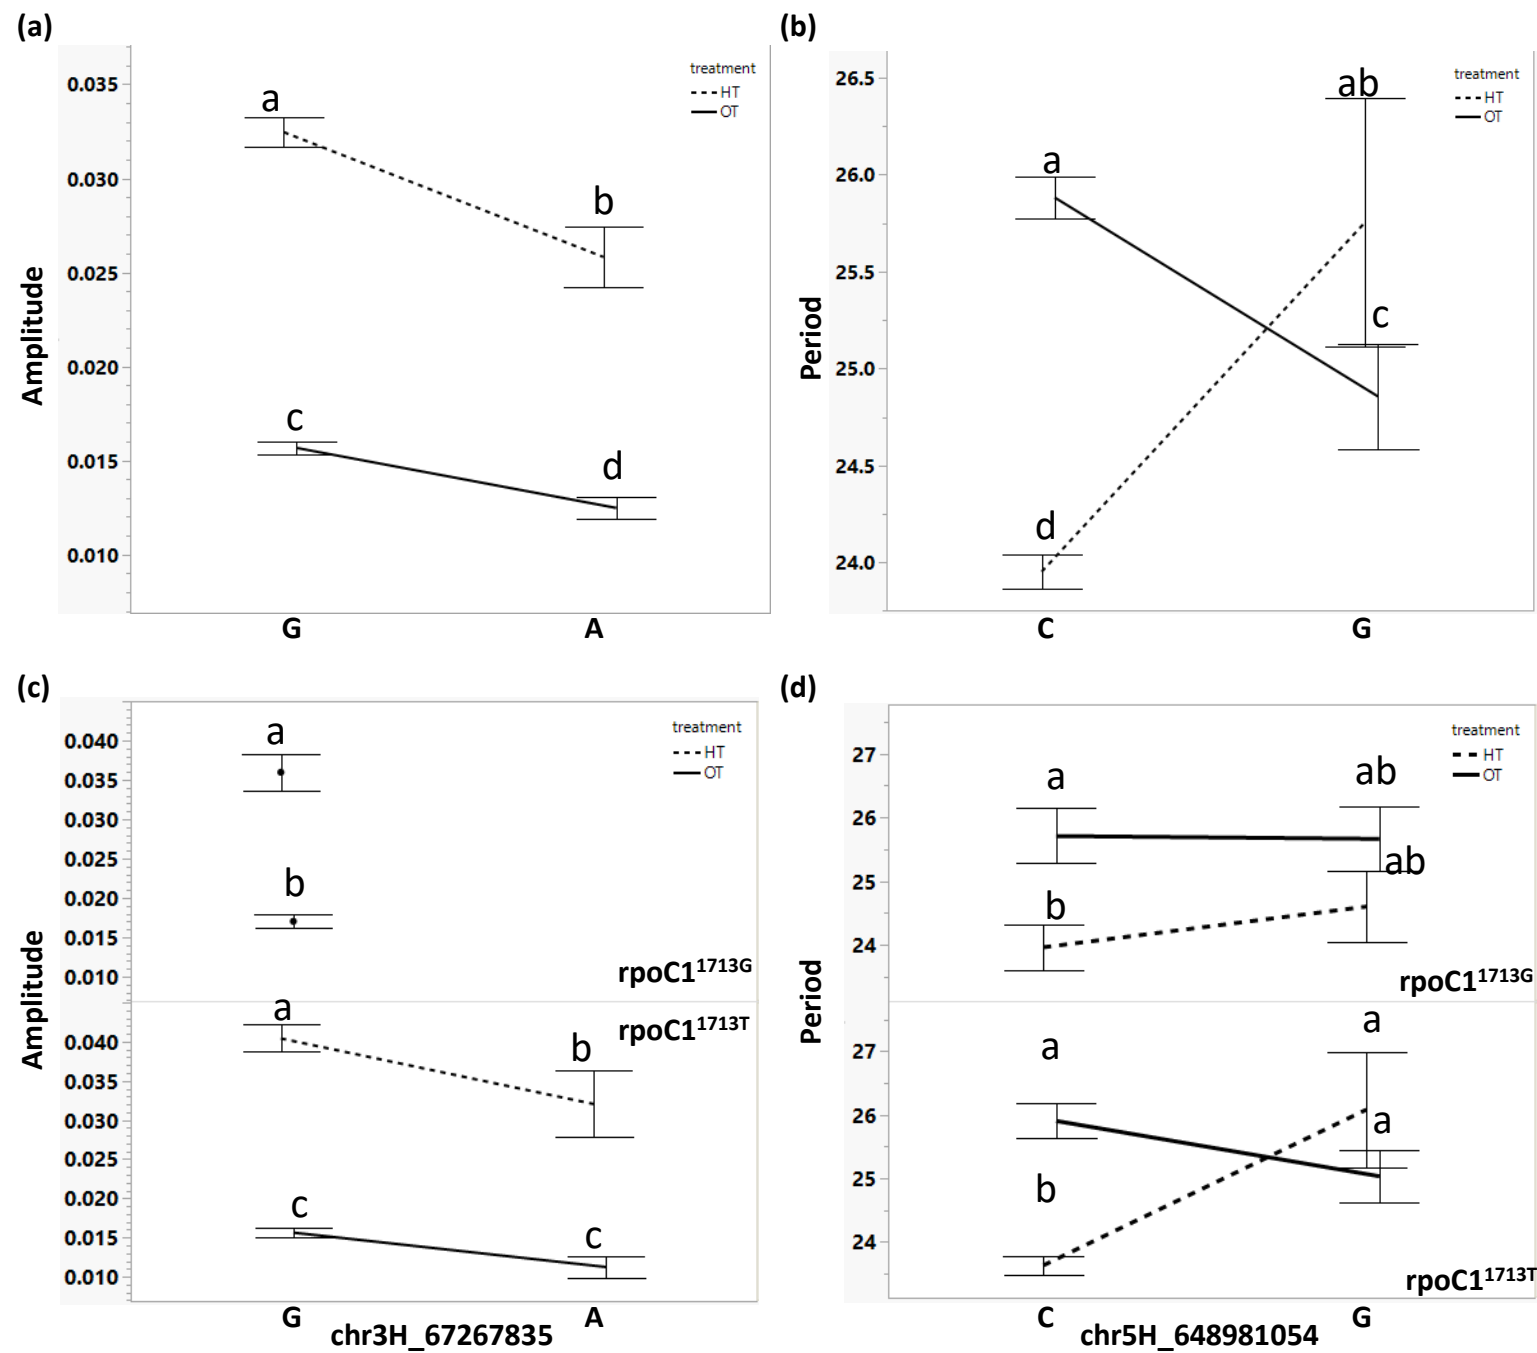 (a)
treatment
HT
OT
0.035
0.030
0.025
0.020
0.015
0.010
Amplitude
a
b
c
d
G A
(b)
treatment
HT
OT
26.5
26.0
25.5
25.0
24.5
24.0
Period
ab
a
c
d
C G
(c)
treatment
HT
OT
0.040
0.035
0.030
0.025
0.020
0.015
0.010
a
b
rpoC1¹⁷¹³ᴳ
Amplitude
rpoC1¹⁷¹³ᵀ
0.040
0.035
0.030
0.025
0.020
0.015
0.010
a
b
c
c
G A
chr3H_67267835
(d)
treatment
HT
OT
27
26
25
24
a
ab
ab
b
rpoC1¹⁷¹³ᴳ
Period
27
26
25
24
a
a
a
b
rpoC1¹⁷¹³ᵀ
C G
chr5H_648981054